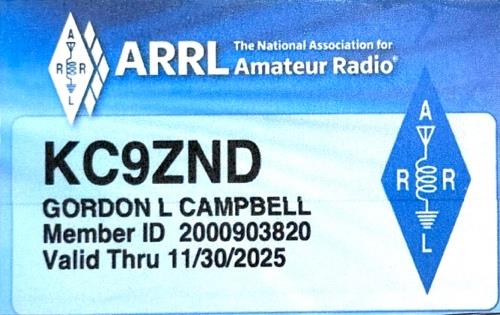 ARRL The National Association for Amateur Radio®
A
R R
L
KC9ZND
GORDON L CAMPBELL
Member ID 2000903820
Valid Thru 11/30/2025
A
R R
L